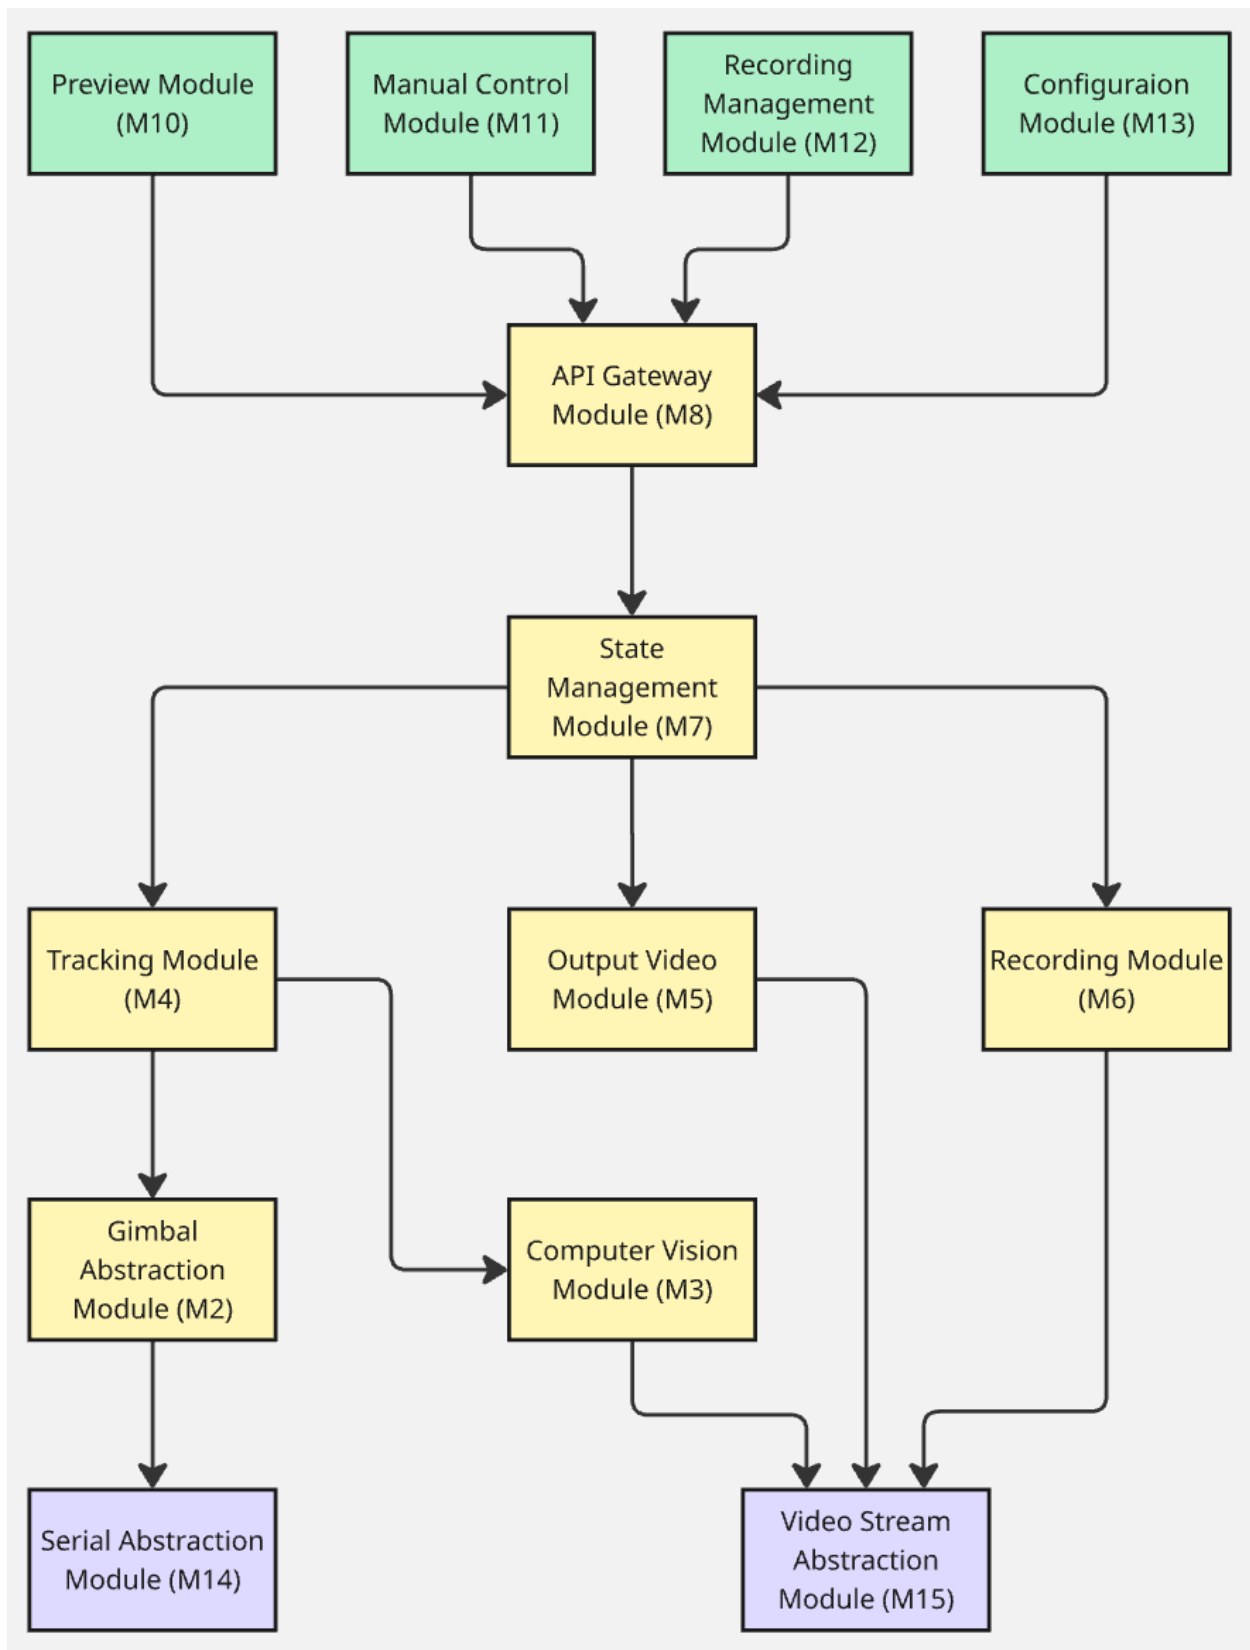 Preview Module
(M10)
Manual Control
Module (M11)
Recording
Management
Module (M12)
Configuraion
Module (M13)
API Gateway
Module (M8)
State
Management
Module (M7)
Tracking Module
(M4)
Output Video
Module (M5)
Recording Module
(M6)
Gimbal
Abstraction
Module (M2)
Computer Vision
Module (M3)
Serial Abstraction
Module (M14)
Video Stream
Abstraction
Module (M15)